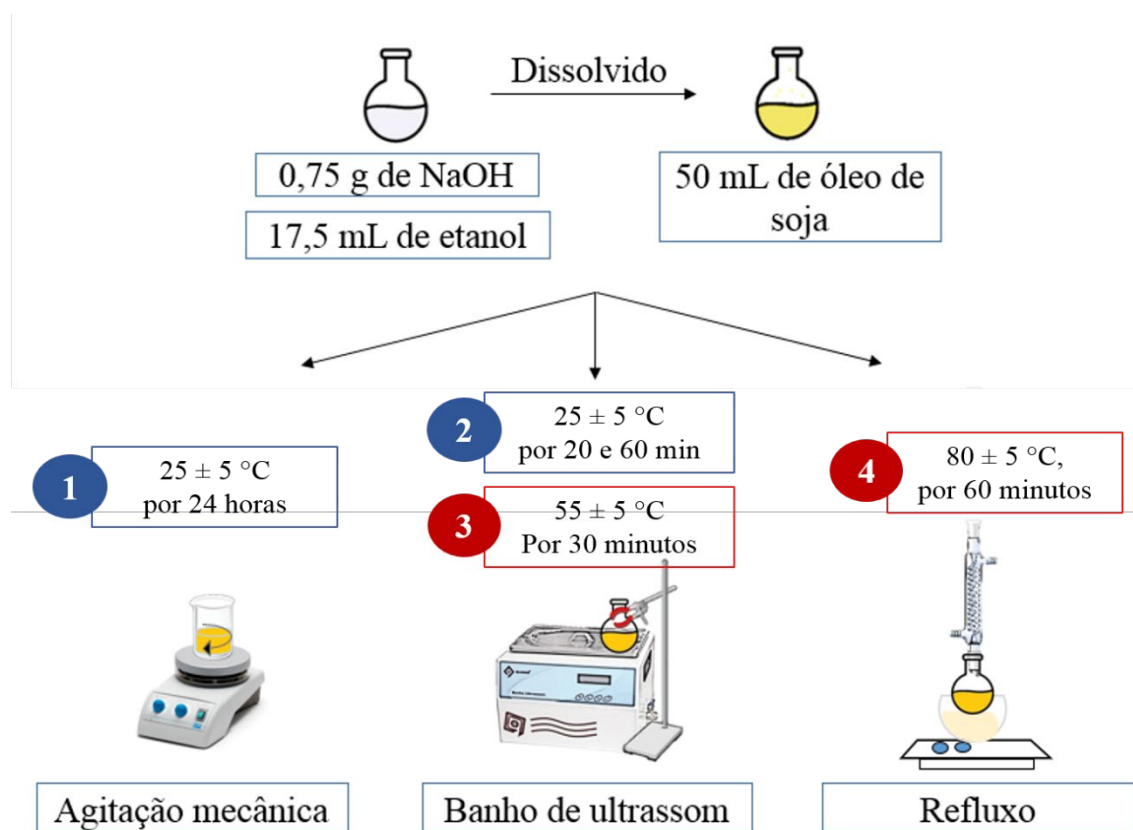 Dissolvido
0,75 g de NaOH
17,5 mL de etanol
50 mL de óleo de
soja
1
25 ± 5 °C
por 24 horas
2
25 ± 5 °C
por 20 e 60 min
3
55 ± 5 °C
Por 30 minutos
4
80 ± 5 °C,
por 60 minutos
Agitação mecânica
Banho de ultrassom
Refluxo